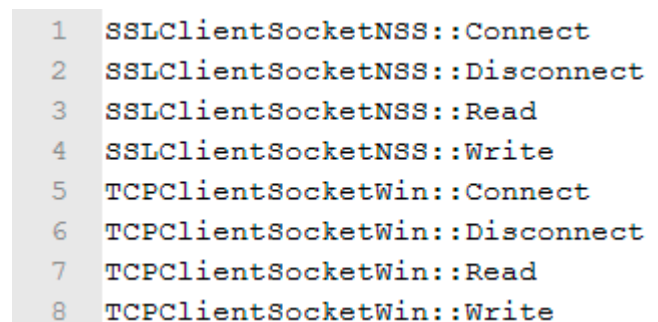 1 SSLClientSocketNSS::Connect
2 SSLClientSocketNSS::Disconnect
3 SSLClientSocketNSS::Read
4 SSLClientSocketNSS::Write
5 TCPClientSocketWin::Connect
6 TCPClientSocketWin::Disconnect
7 TCPClientSocketWin::Read
8 TCPClientSocketWin::Write